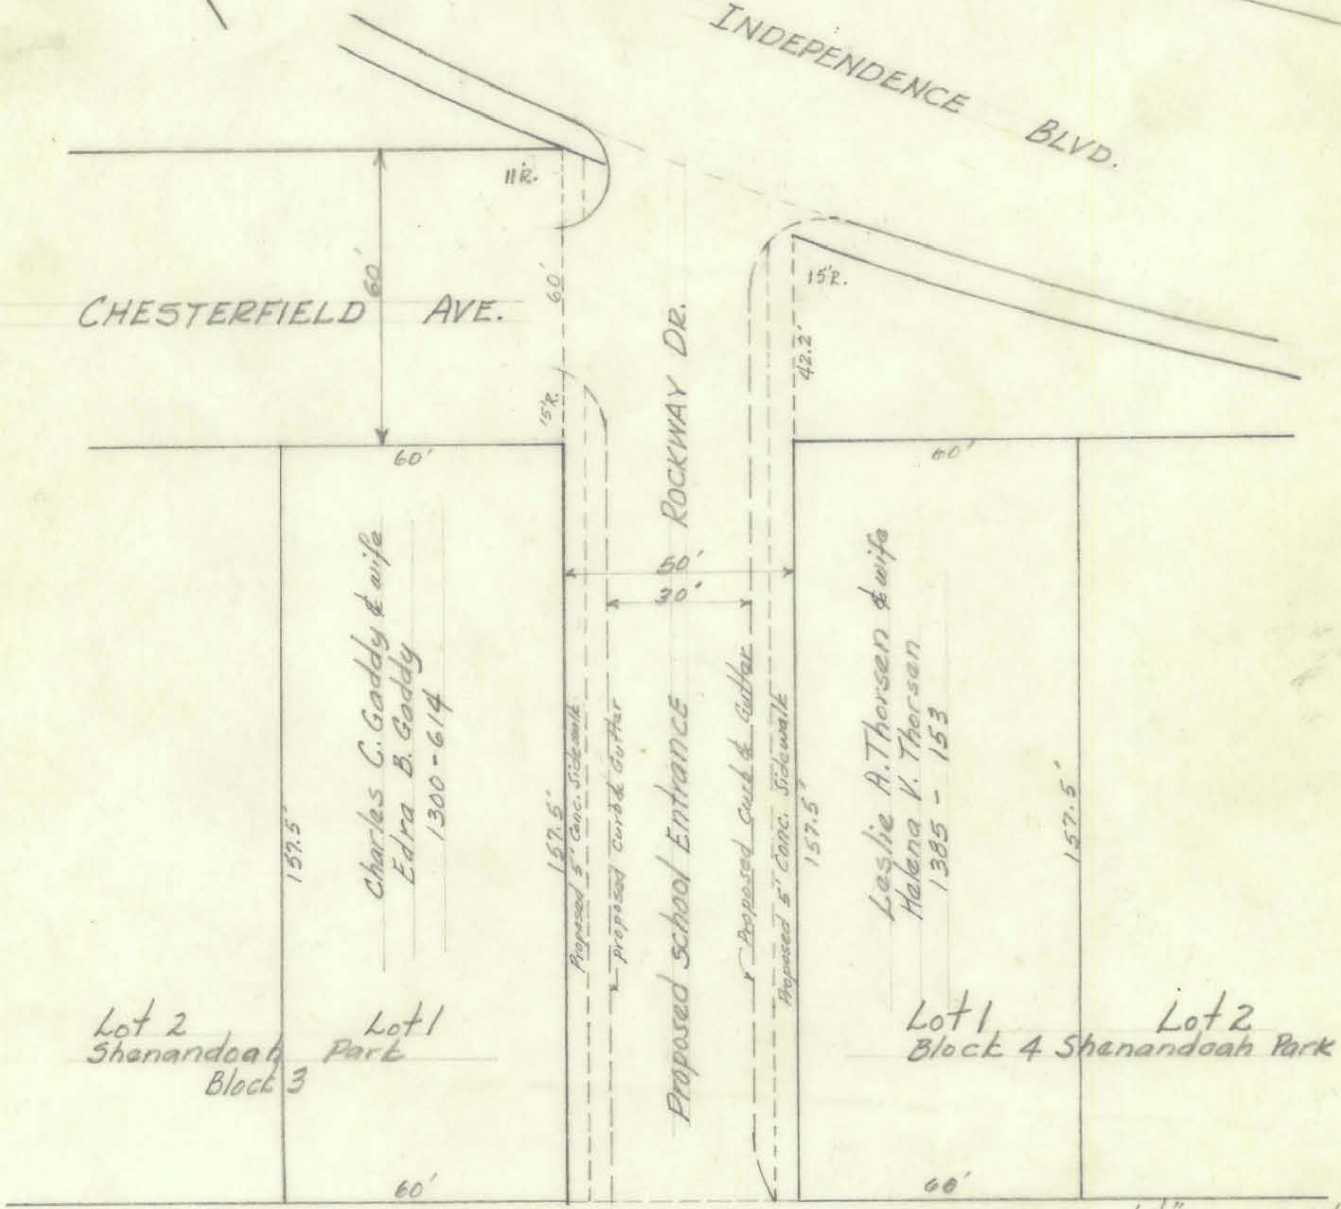 INDEPENDENCE BLVD.
11'R.
60'
CHESTERFIELD AVE.
60'
15'R.
42.2'
15'R.
ROCKWAY DR.
60'
60'
50'
30'
Charles C. Gaddy & wife
Edra B. Gaddy
1300 - 614
Leslie A. Thorsen & wife
Helena V. Thorsen
1385 - 153
157.5'
157.5'
Proposed 5' Conc. Sidewalk
proposed curb & Gutter
Proposed School Entrance
Proposed Curb & Gutter
Proposed 5' Conc. Sidewalk
157.5'
157.5'
Lot 2 Lot 1
Shenandoah Park
Block 3
Lot 1 Lot 2
Block 4 Shenandoah Park
60'
60'